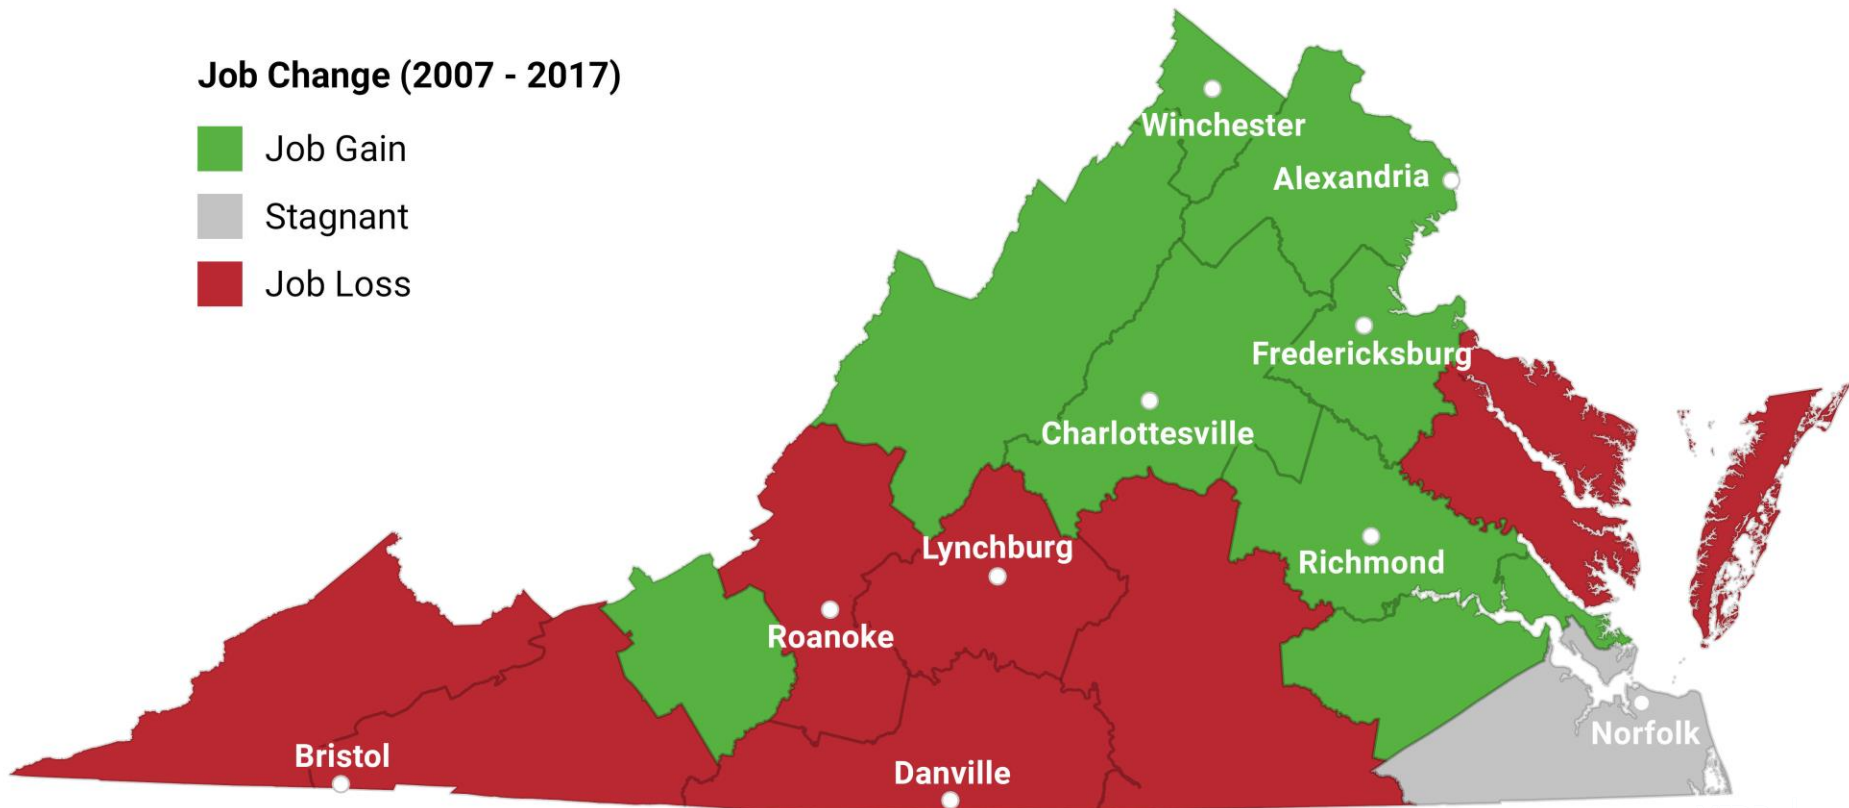 Job Change (2007 - 2017)
Job Gain
Stagnant
Job Loss
Winchester
Alexandria
Fredericksburg
Charlottesville
Richmond
Lynchburg
Roanoke
Norfolk
Bristol
Danville